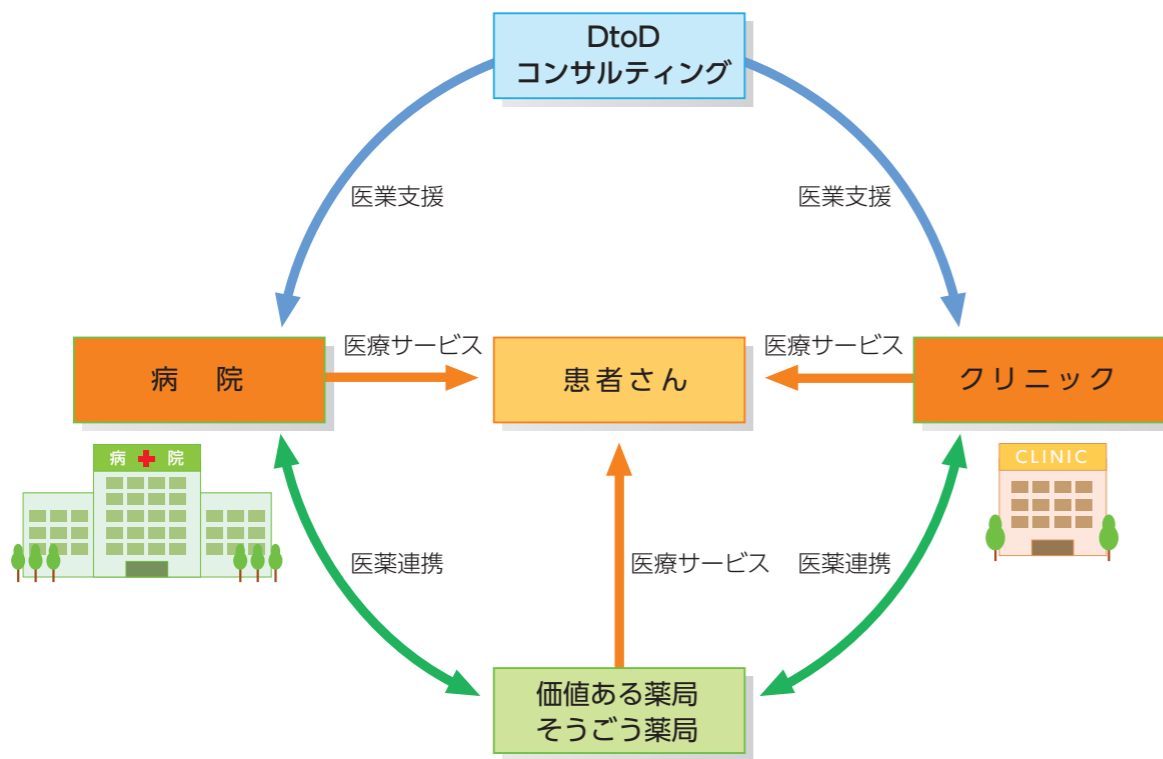 DtoD
コンサルティング
医業支援
医業支援
医療サービス
医療サービス
病　院
患者さん
クリニック
病 院
CLINIC
医薬連携
医療サービス
医薬連携
価値ある薬局
そうごう薬局